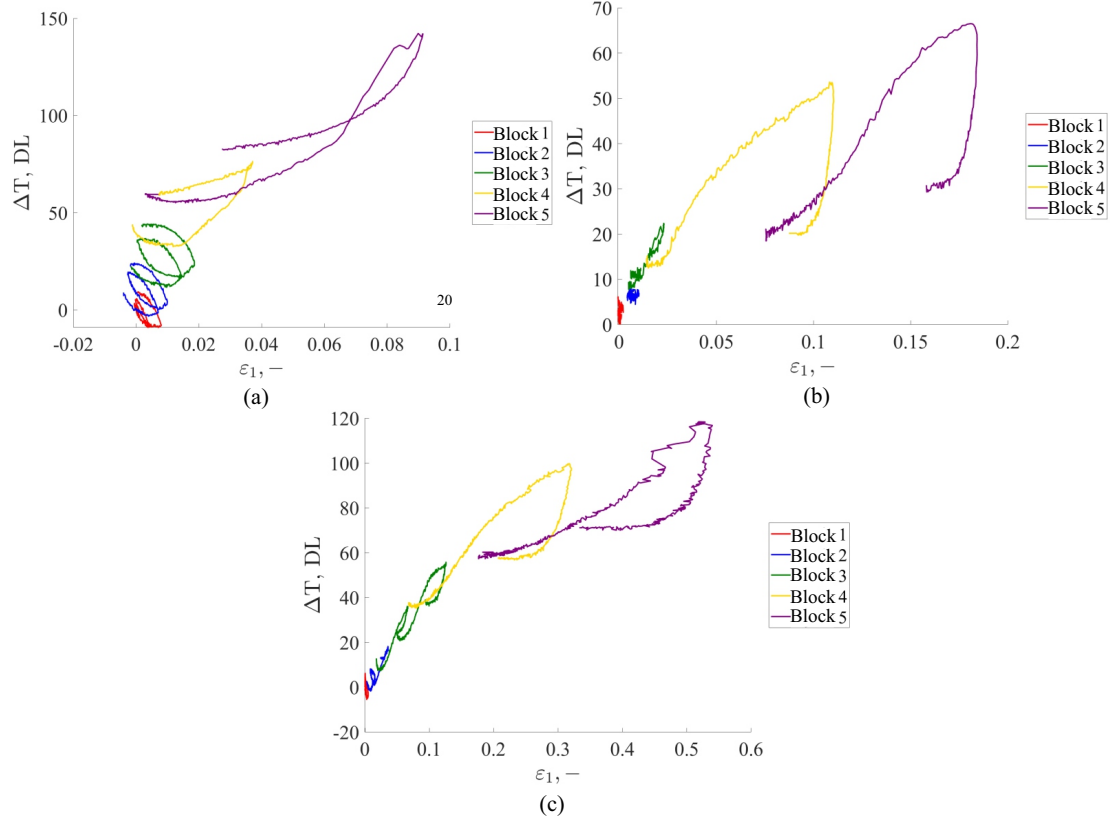 150
100
50
0
ΔT, DL
-0.02
0
0.02
0.04
0.06
0.08
0.1
ε₁, −
Block 1
Block 2
Block 3
Block 4
Block 5
20
(a)
70
60
50
40
30
20
10
0
ΔT, DL
0
0.05
0.1
0.15
0.2
ε₁, −
Block 1
Block 2
Block 3
Block 4
Block 5
(b)
120
100
80
60
40
20
0
-20
ΔT, DL
0
0.1
0.2
0.3
0.4
0.5
0.6
ε₁, −
Block 1
Block 2
Block 3
Block 4
Block 5
(c)